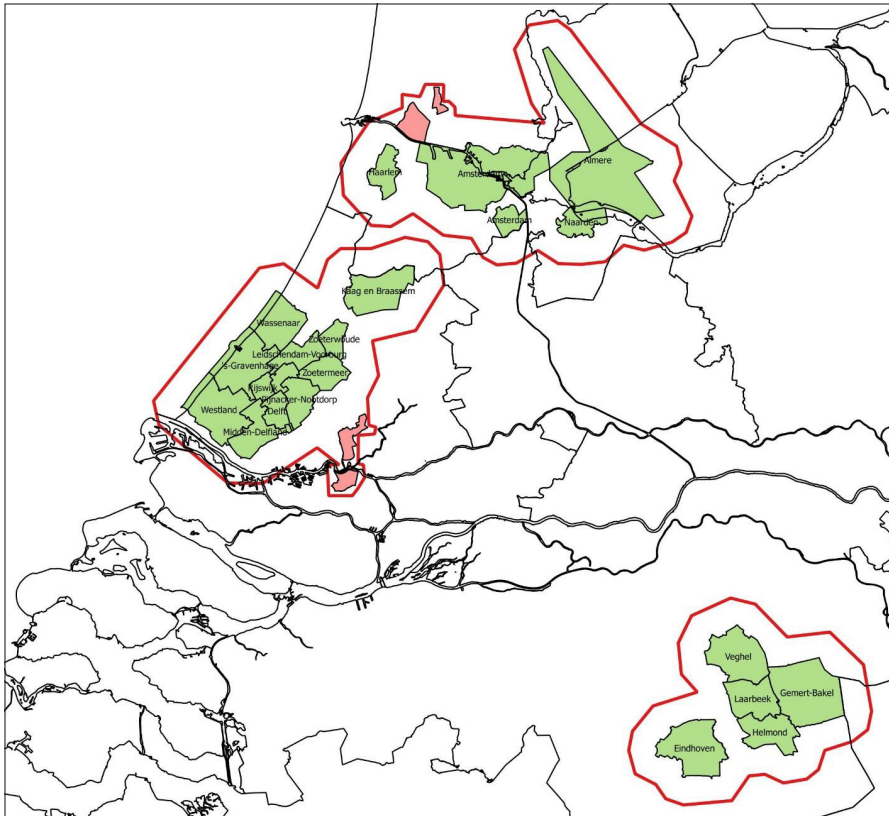 Almere
Haarlem
Amsterdam
Amsterdam
Naarden
Kaag en Braassem
Wassenaar
Zoeterwoude
Leidschendam-Voorburg
's-Gravenhage
Zoetermeer
Rijswijk
Pijnacker-Nootdorp
Westland
Delft
Midden-Delfland
Veghel
Laarbeek
Gemert-Bakel
Helmond
Eindhoven